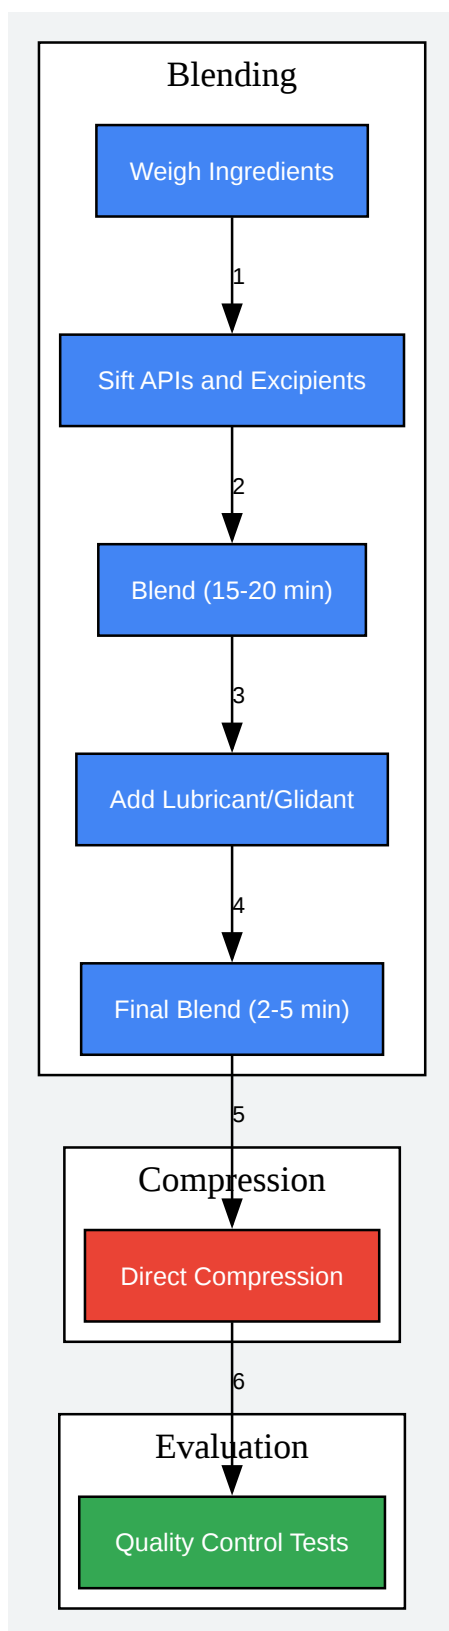 Blending
Weigh Ingredients
1
Sift APIs and Excipients
2
Blend (15-20 min)
3
Add Lubricant/Glidant
4
Final Blend (2-5 min)
5
Compression
Direct Compression
6
Evaluation
Quality Control Tests